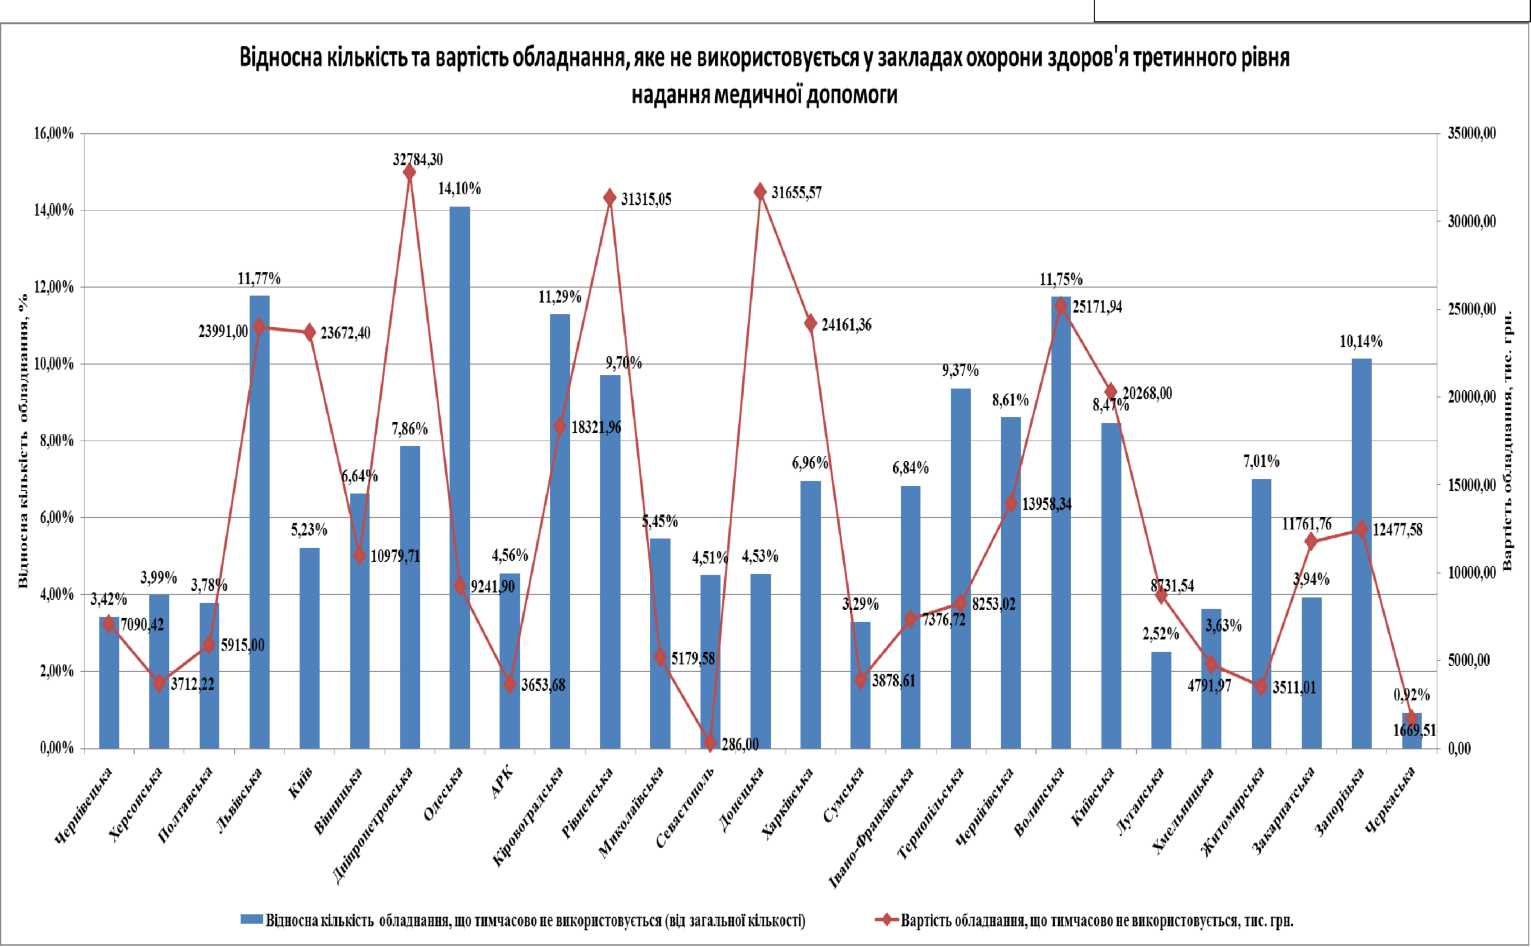 Відносна кількість та вартість обладнання, яке не використовується у закладах охорони здоров'я третинного рівня
надання медичної допомоги
Відносна кількість обладнання, %
16,00%
14,00%
12,00%
10,00%
8,00%
6,00%
4,00%
2,00%
0,00%
35000,00
30000,00
25000,00
20000,00
15000,00
10000,00
5000,00
0,00
Вартість обладнання, тис. грн.
3,42%
3,99%
3,78%
11,77%
5,23%
6,64%
7,86%
14,10%
4,56%
11,29%
9,70%
5,45%
4,51%
4,53%
6,96%
3,29%
6,84%
9,37%
8,61%
11,75%
8,47%
2,52%
3,63%
7,01%
3,94%
10,14%
0,92%
7090,42
3712,22
5915,00
23991,00
23672,40
10979,71
32784,30
9241,90
3653,68
18321,96
31315,05
5179,58
286,00
31655,57
24161,36
3878,61
7376,72
8253,02
13958,34
25171,94
20268,00
8731,54
4791,97
3511,01
11761,76
12477,58
1669,51
Чернівецька
Херсонська
Полтавська
Львівська
Київ
Вінницька
Дніпропетровська
Одеська
АРК
Кіровоградська
Рівненська
Миколаївська
Севастополь
Донецька
Харківська
Сумська
Івано-Франківська
Тернопільська
Чернігівська
Волинська
Київська
Луганська
Хмельницька
Житомирська
Закарпатська
Запорізька
Черкаська
Відносна кількість обладнання, що тимчасово не використовується (від загальної кількості)
Вартість обладнання, що тимчасово не використовується, тис. грн.